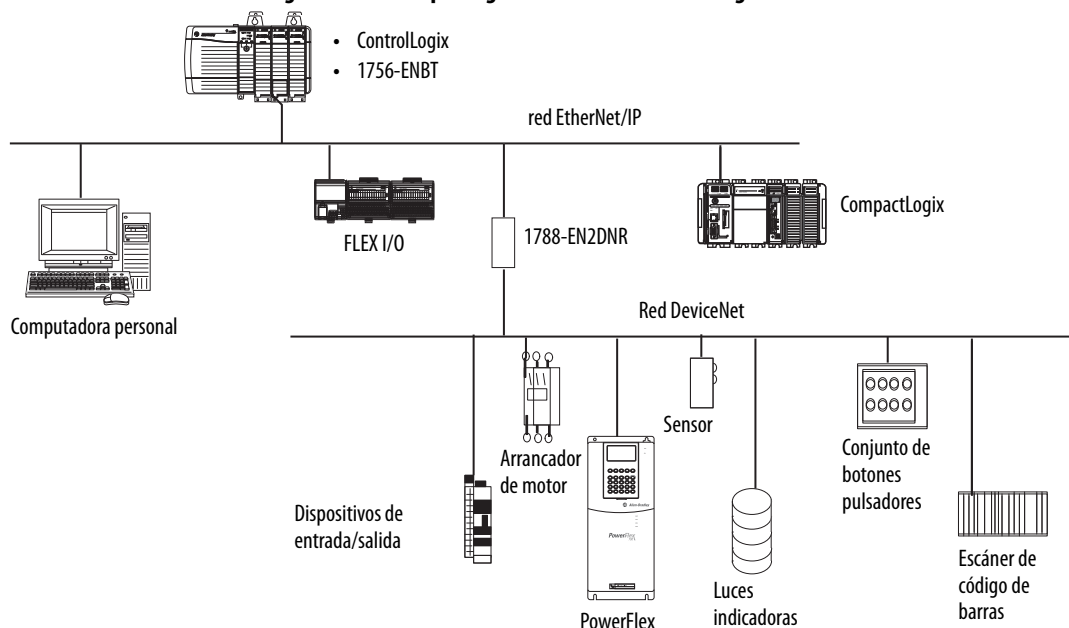 • ControlLogix
• 1756-ENBT
red EtherNet/IP
FLEX I/O
1788-EN2DNR
CompactLogix
Computadora personal
Red DeviceNet
Sensor
Arrancador
de motor
Conjunto de
botones
pulsadores
Dispositivos de
entrada/salida
PowerFlex
Escáner de
código de
barras
Luces
indicadoras
PowerFlex